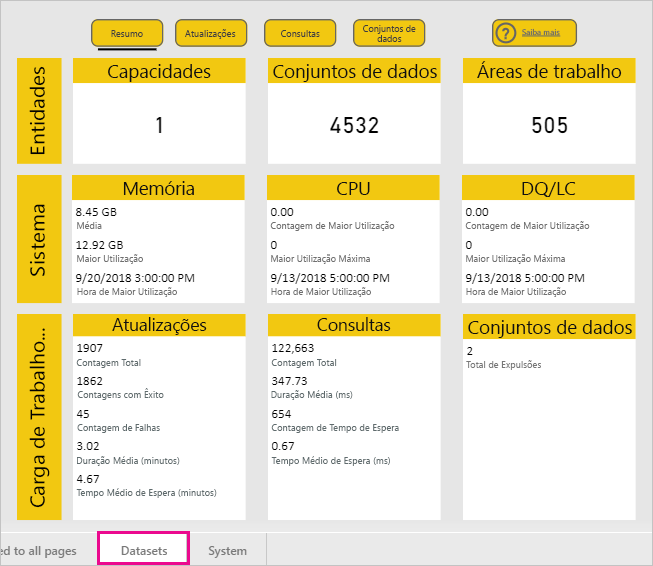 Resumo
Atualizações
Consultas
Conjuntos de dados
Saiba mais
Entidades
Capacidades
1
Conjuntos de dados
4532
Áreas de trabalho
505
Sistema
Memória
8.45 GB
Média
12.92 GB
Maior Utilização
9/20/2018 3:00:00 PM
Hora de Maior Utilização
CPU
0.00
Contagem de Maior Utilização
0
Maior Utilização Máxima
9/13/2018 5:00:00 PM
Hora de Maior Utilização
DQ/LC
0.00
Contagem de Maior Utilização
0
Maior Utilização Máxima
9/13/2018 5:00:00 PM
Hora de Maior Utilização
Carga de Trabalho...
Atualizações
1907
Contagem Total
1862
Contagens com Êxito
45
Contagem de Falhas
3.02
Duração Média (minutos)
4.67
Tempo Médio de Espera (minutos)
Consultas
122,663
Contagem Total
347.73
Duração Média (ms)
654
Contagem de Tempo de Espera
0.67
Tempo Médio de Espera (ms)
Conjuntos de dados
2
Total de Expulsões
ed to all pages
Datasets
System